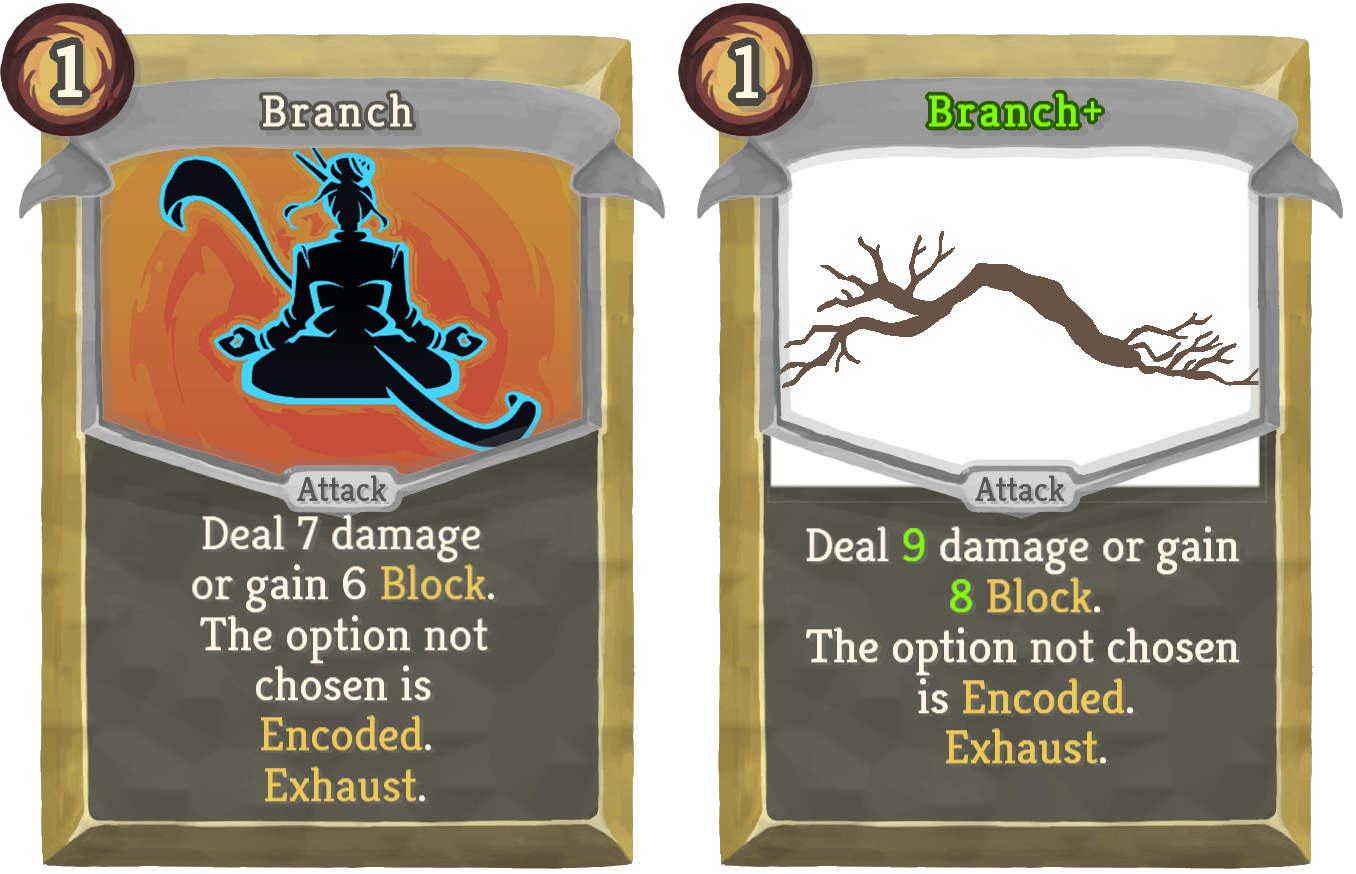 1
Branch
Attack
Deal 7 damage
or gain 6 Block.
The option not
chosen is
Encoded.
Exhaust.
1
Branch+
Attack
Deal 9 damage or gain
8 Block.
The option not chosen
is Encoded.
Exhaust.